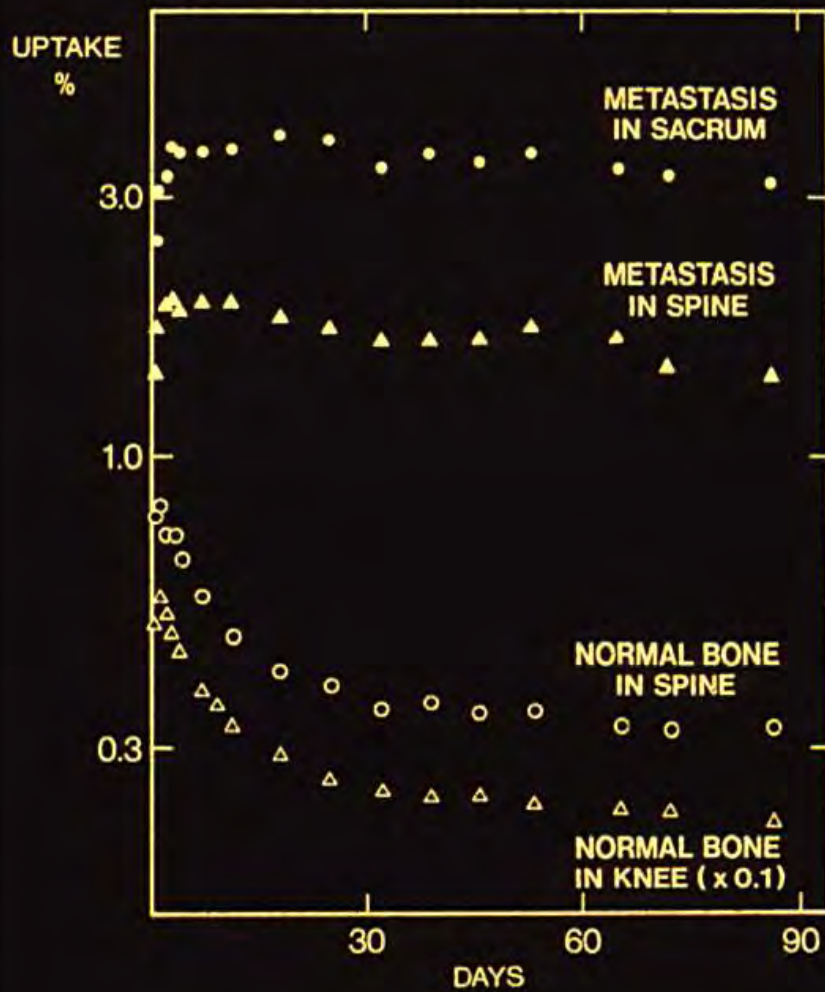 UPTAKE
%
METASTASIS
IN SACRUM
3.0
METASTASIS
IN SPINE
1.0
NORMAL BONE
IN SPINE
0.3
NORMAL BONE
IN KNEE ( x 0.1 )
30
60
90
DAYS